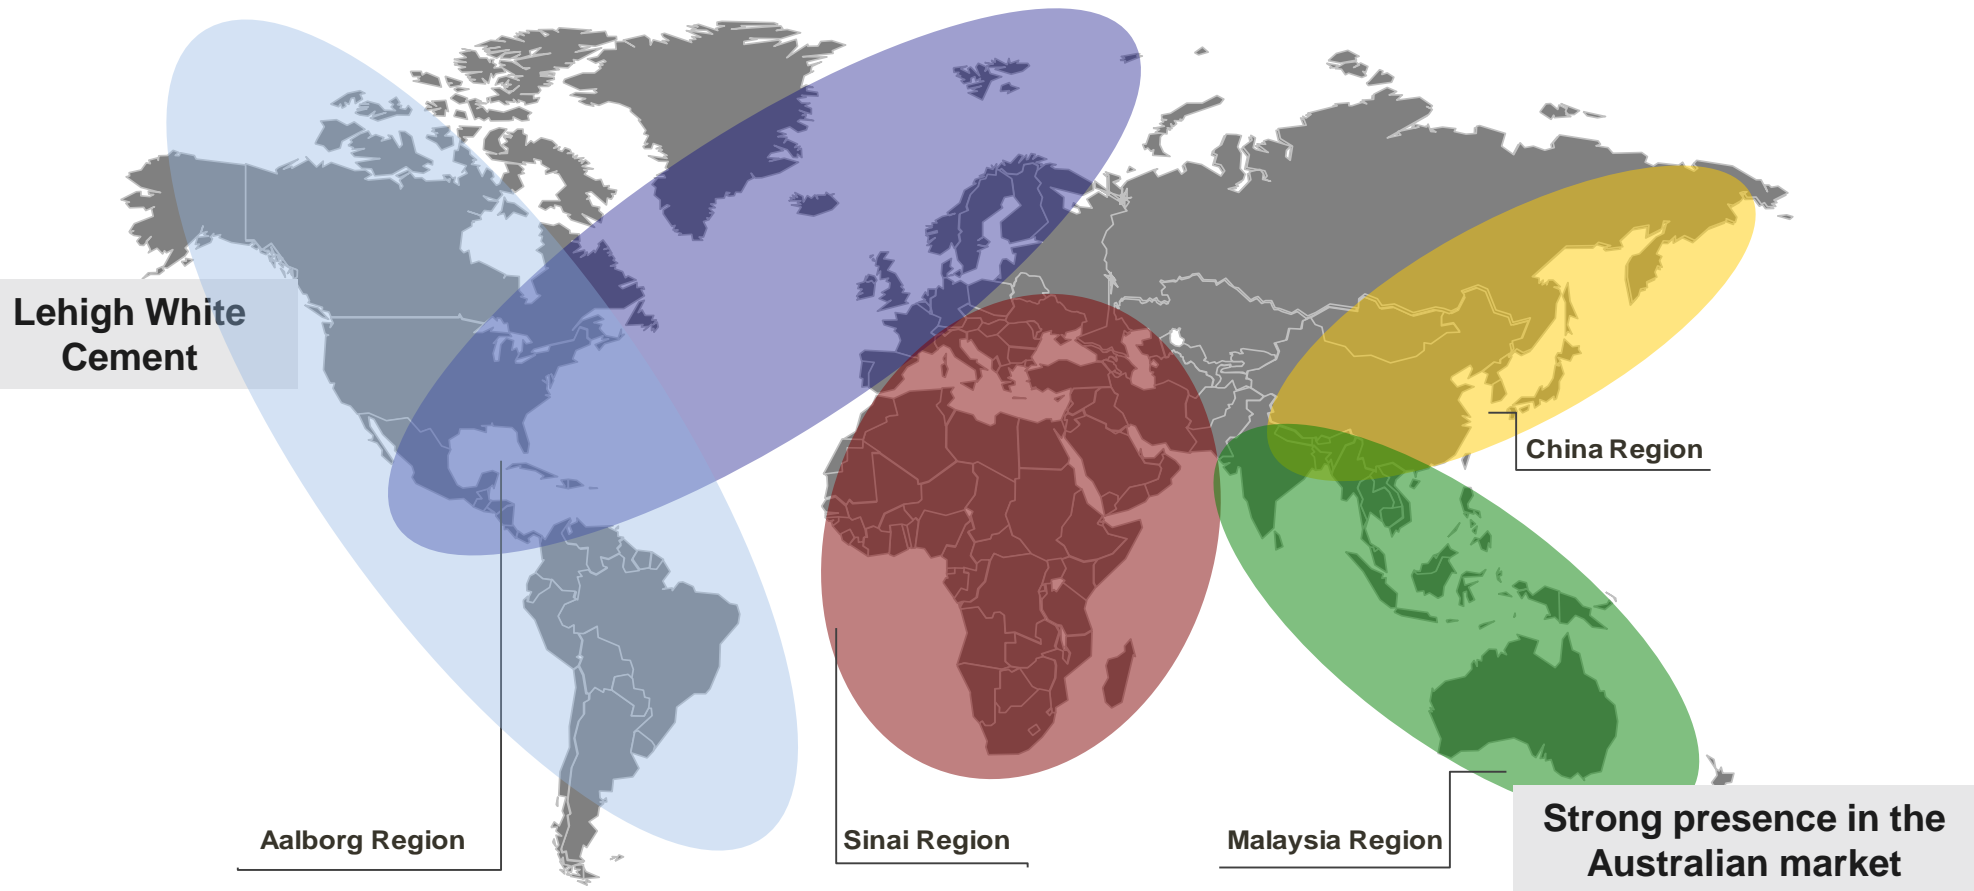 Lehigh White
Cement
China Region
Aalborg Region
Sinai Region
Malaysia Region
Strong presence in the
Australian market